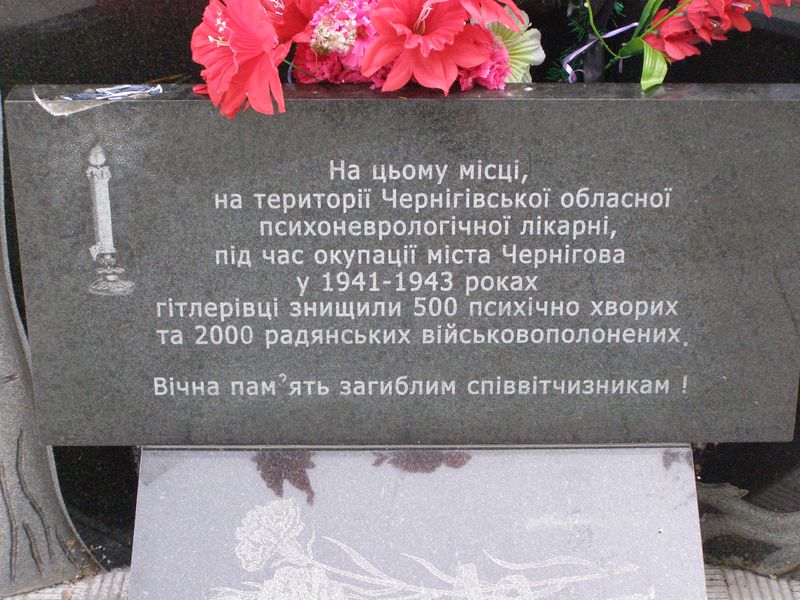 На цьому місці,
на території Чернігівської обласної
психоневрологічної лікарні,
під час окупації міста Чернігова
у 1941-1943 роках
гітлерівці знищили 500 психічно хворих
та 2000 радянських військовополонених.
Вічна пам'ять загиблим співвітчизникам !